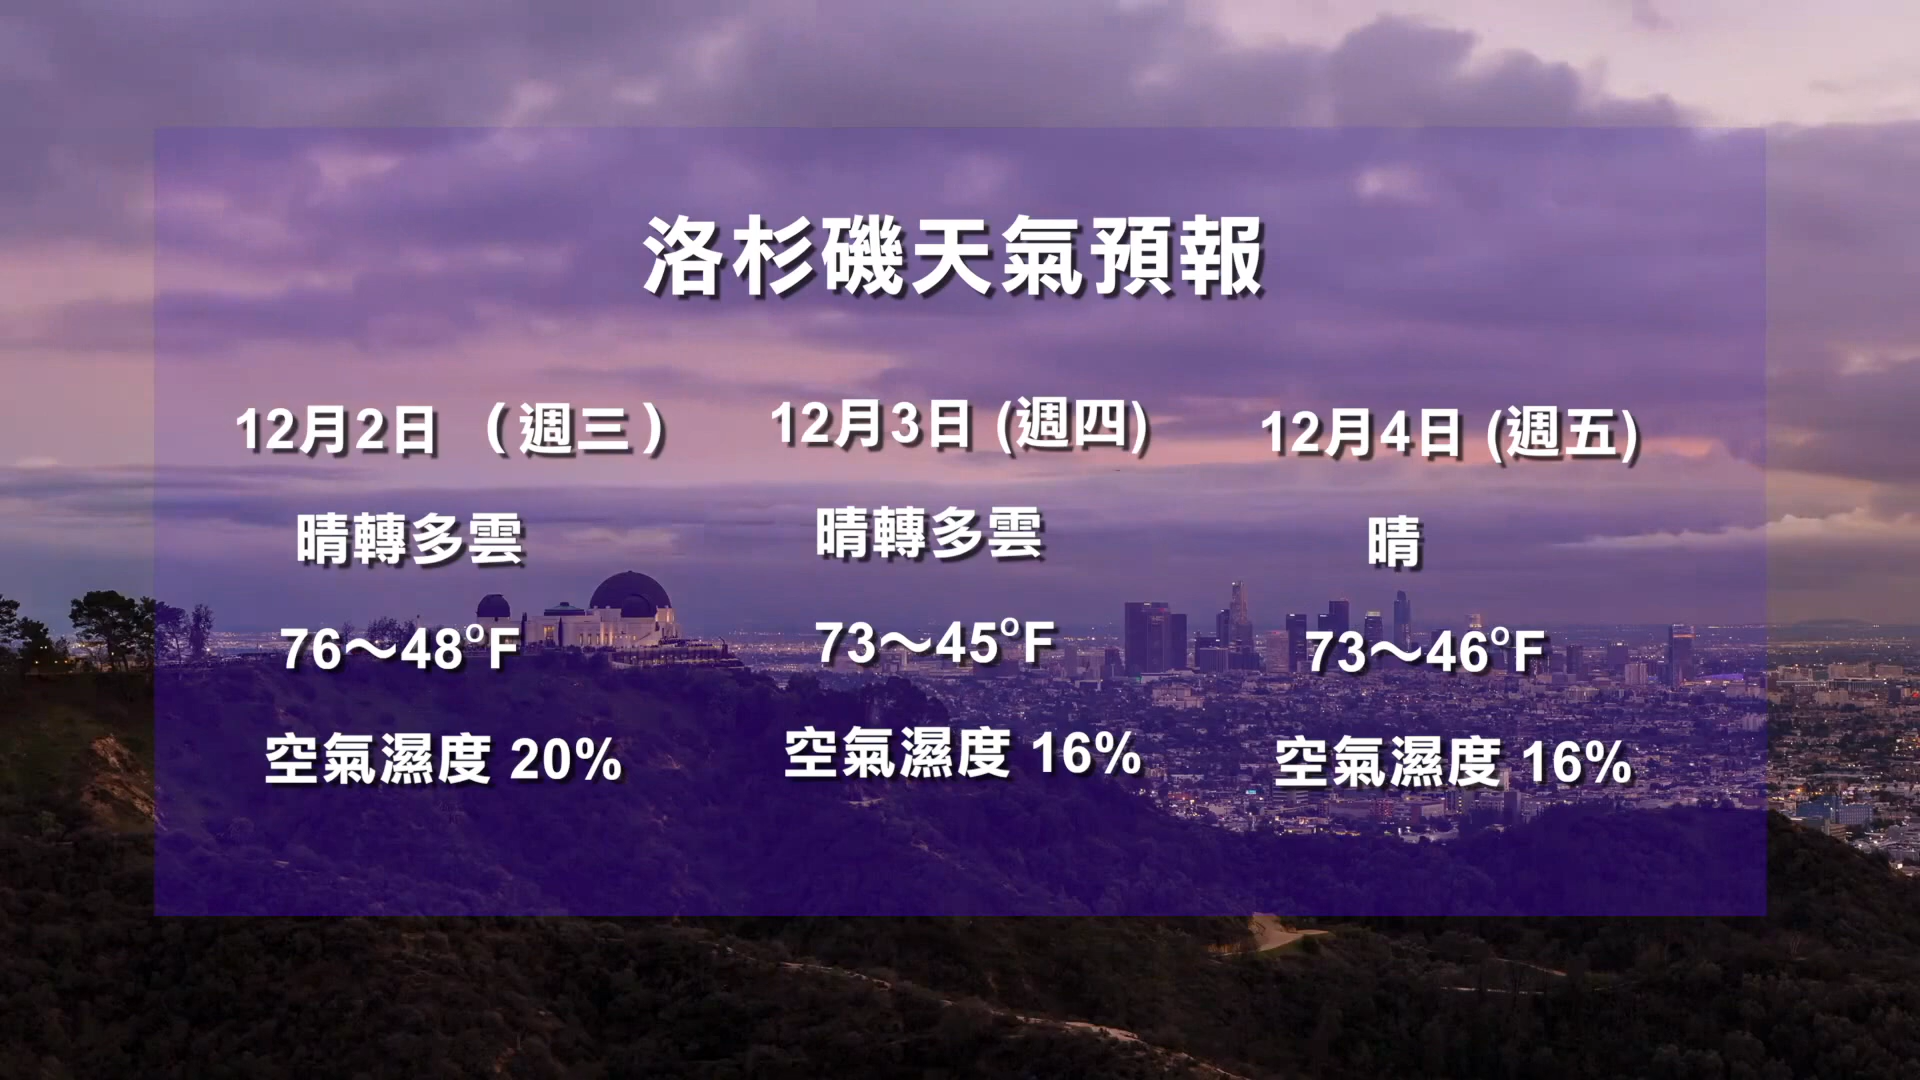 洛杉磯天氣預報
12月2日 （週三）
晴轉多雲
76～48°F
空氣濕度 20%
12月3日 (週四)
晴轉多雲
73～45°F
空氣濕度 16%
12月4日 (週五)
晴
73～46°F
空氣濕度 16%